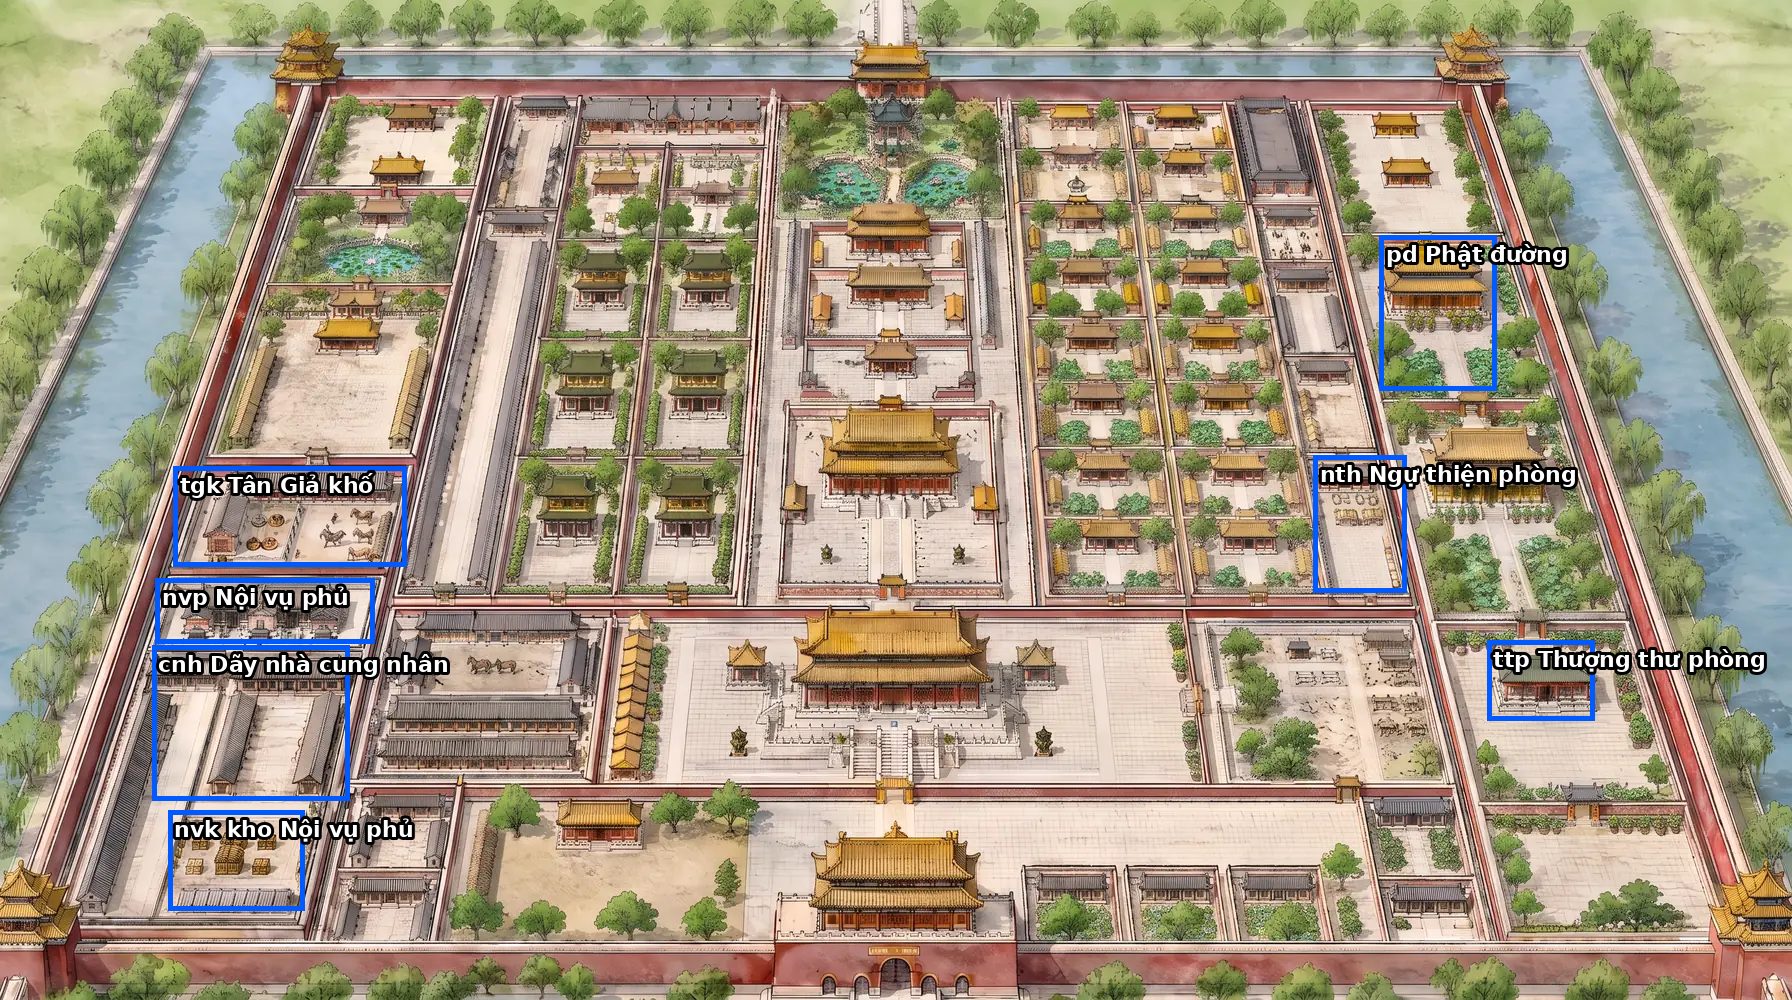 pd Phật đường
nth Ngự thiện phòng
tgk Tân Giả khố
nvp Nội vụ phủ
cnh Dãy nhà cung nhân
ttp Thượng thư phòng
nvk kho Nội vụ phủ